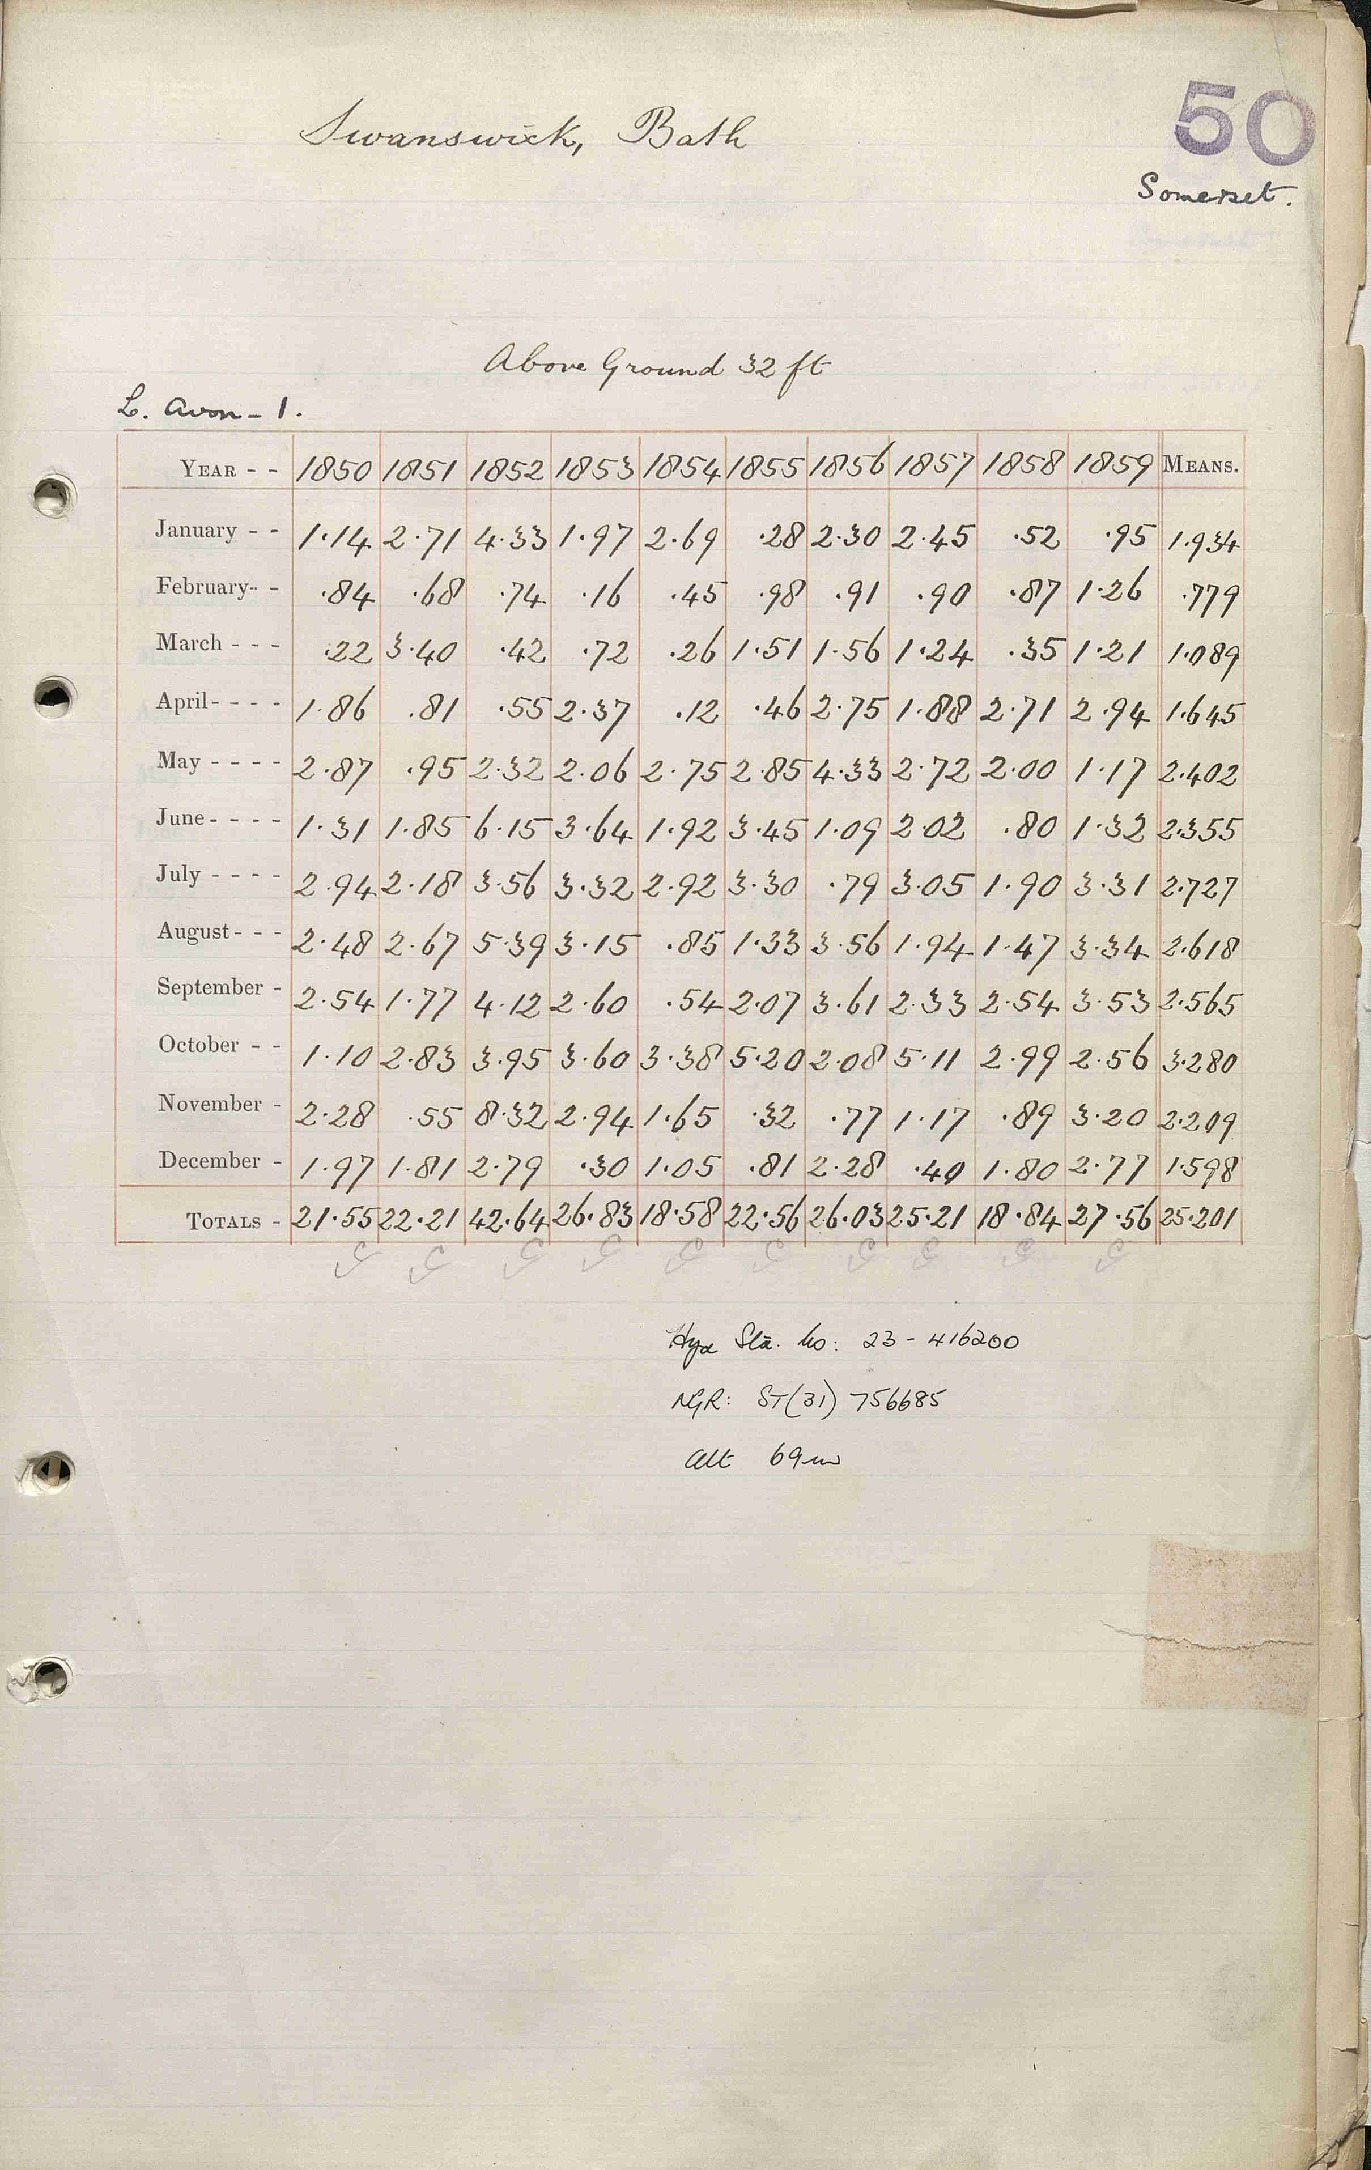 50
Swanswick, Bath
Somerset.
Above Ground 32 ft
L. Avon - 1.
YEAR - - 1850 1851 1852 1853 1854 1855 1856 1857 1858 1859 MEANS.
January - - 1.14 2.71 4.33 1.97 2.69 .28 2.30 2.45 .52 .95 1.934
February - - .84 .68 .74 .16 .45 .98 .91 .90 .87 1.26 .779
March - - - .22 3.40 .42 .72 .26 1.51 1.56 1.24 .35 1.21 1.089
April - - - - 1.86 .81 .55 2.37 .12 .46 2.75 1.88 2.71 2.94 1.645
May - - - - 2.87 .95 2.32 2.06 2.75 2.85 4.33 2.72 2.00 1.17 2.402
June - - - - 1.31 1.85 6.15 3.64 1.92 3.45 1.09 2.02 .80 1.32 2.355
July - - - - 2.94 2.18 3.56 3.32 2.92 3.30 .79 3.05 1.90 3.31 2.727
August - - - 2.48 2.67 5.39 3.15 .85 1.33 3.56 1.94 1.47 3.34 2.618
September - 2.54 1.77 4.12 2.60 .54 2.07 3.61 2.33 2.54 3.53 2.565
October - - 1.10 2.83 3.95 3.60 3.38 5.20 2.08 5.11 2.99 2.56 3.280
November - 2.28 .55 8.32 2.94 1.65 .32 .77 1.17 .89 3.20 2.209
December - 1.97 1.81 2.79 .30 1.05 .81 2.28 .40 1.80 2.77 1.598
TOTALS - 21.55 22.21 42.64 26.83 18.58 22.56 26.03 25.21 18.84 27.56 25.201
Sta. No: 23 - 416200
NGR: ST(31) 756685
Alt 69m